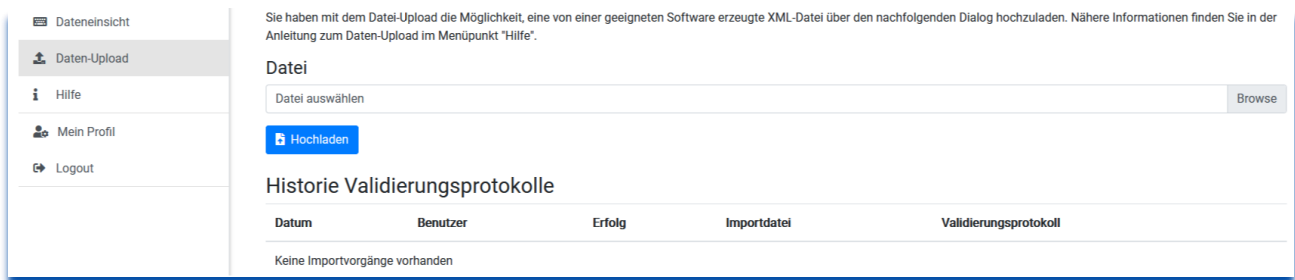 Dateneinsicht
Daten-Upload
Hilfe
Mein Profil
Logout
Sie haben mit dem Datei-Upload die Möglichkeit, eine von einer geeigneten Software erzeugte XML-Datei über den nachfolgenden Dialog hochzuladen. Nähere Informationen finden Sie in der
Anleitung zum Daten-Upload im Menüpunkt "Hilfe".
Datei
Datei auswählen Browse
Hochladen
Historie Validierungsprotokolle
Datum Benutzer Erfolg Importdatei Validierungsprotokoll
Keine Importvorgänge vorhanden